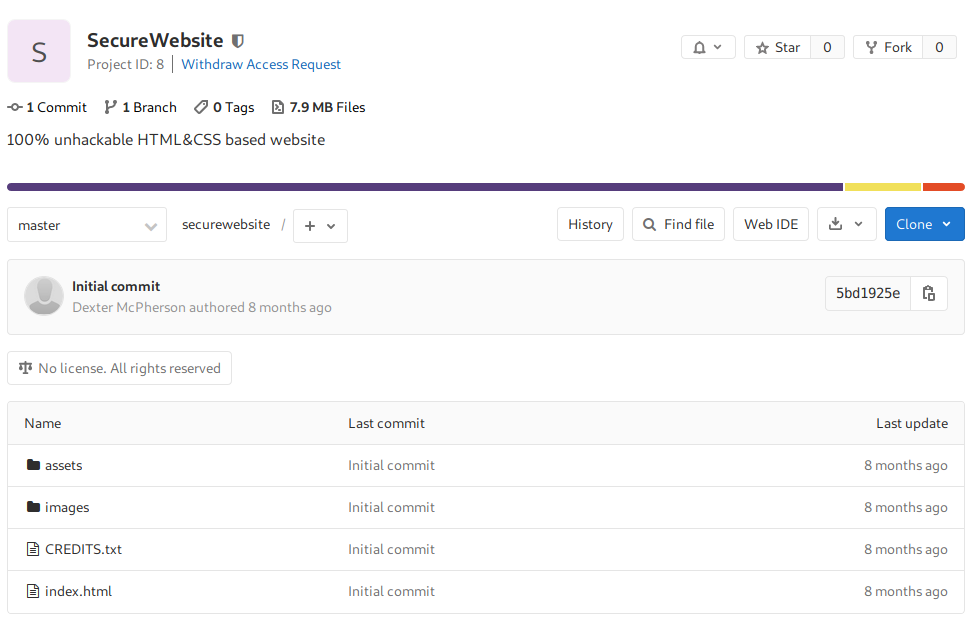 S
SecureWebsite
Project ID: 8 | Withdraw Access Request
Star 0 Fork 0
1 Commit 1 Branch 0 Tags 7.9 MB Files
100% unhackable HTML&CSS based website
master securewebsite / + History Find file Web IDE Clone
Initial commit
Dexter McPherson authored 8 months ago
5bd1925e
No license. All rights reserved
Name Last commit Last update
assets Initial commit 8 months ago
images Initial commit 8 months ago
CREDITS.txt Initial commit 8 months ago
index.html Initial commit 8 months ago